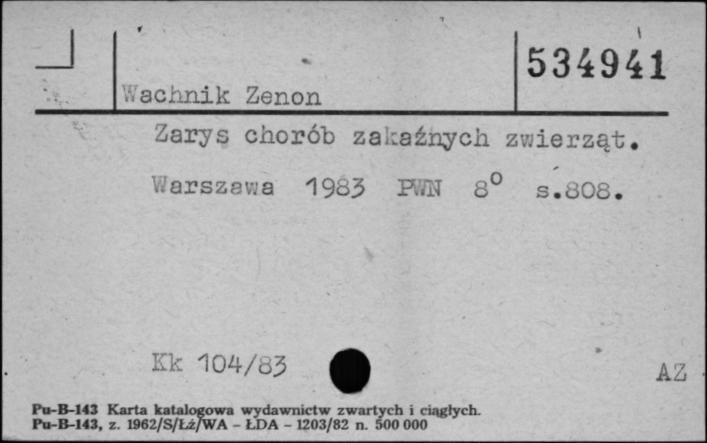 534941
Wachnik Zenon
Zarys chorób zakaźnych zwierząt.
Warszawa 1983 PWN 8° s.808.
Kk 104/83
AZ
Pu-B-143 Karta katalogowa wydawnictw zwartych i ciągłych.
Pu-B-143, z. 1962/S/Łż/WA - ŁDA - 1203/82 n. 500 000